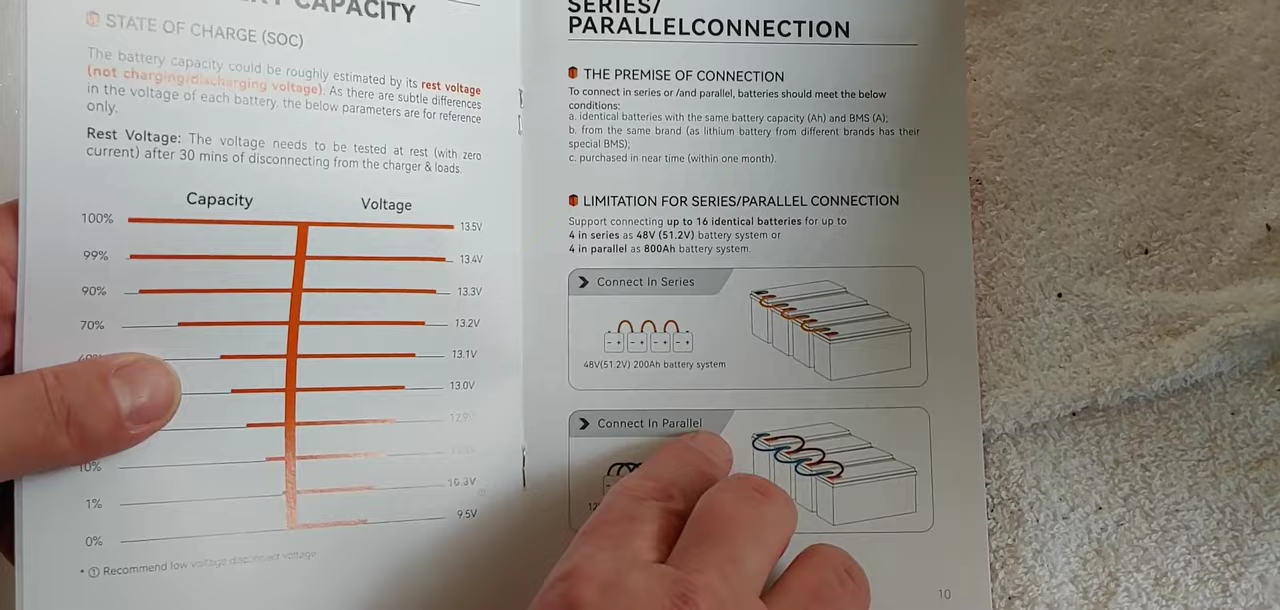 CAPACITY
STATE OF CHARGE (SOC)
The battery capacity could be roughly estimated by its rest voltage
(not charging/discharging voltage). As there are subtle differences
in the voltage of each battery, the below parameters are for reference
only.
Rest Voltage: The voltage needs to be tested at rest (with zero
current) after 30 mins of disconnecting from the charger & loads.
Capacity Voltage
100% 13.5V
99% 13.4V
90% 13.3V
70% 13.2V
13.1V
13.0V
10%
1% 10.3V
0% 9.5V
* ① Recommend low voltage disconnect voltage
SERIES/
PARALLELCONNECTION
THE PREMISE OF CONNECTION
To connect in series or /and parallel, batteries should meet the below
conditions:
a. identical batteries with the same battery capacity (Ah) and BMS (A);
b. from the same brand (as lithium battery from different brands has their
special BMS);
c. purchased in near time (within one month).
LIMITATION FOR SERIES/PARALLEL CONNECTION
Support connecting up to 16 identical batteries for up to
4 in series as 48V (51.2V) battery system or
4 in parallel as 800Ah battery system.
Connect In Series
48V(51.2V) 200Ah battery system
Connect In Parallel
10